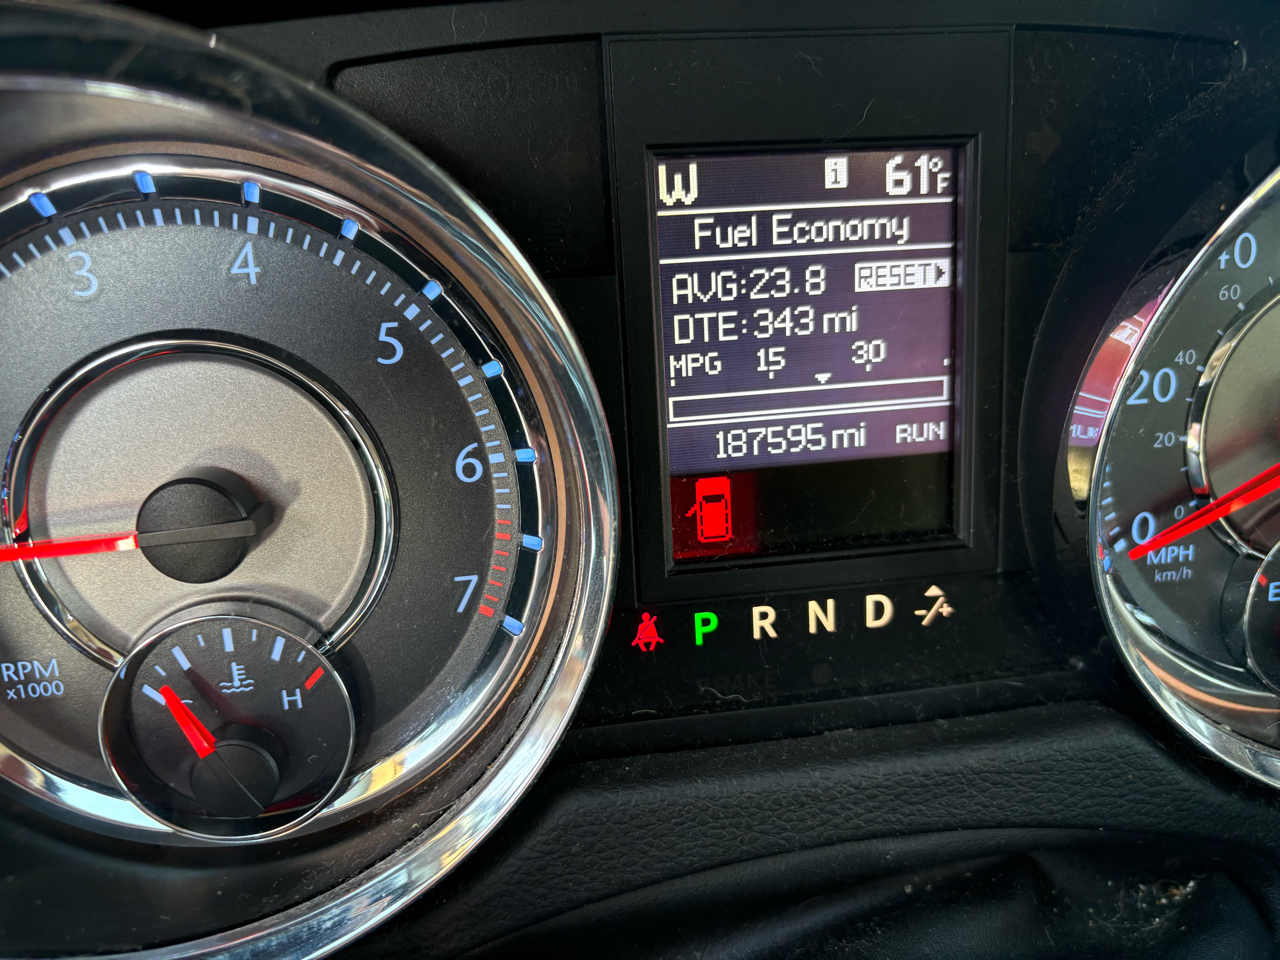 3
4
5
6
7
RPM
x1000
H
W i 61°F
Fuel Economy
AVG:23.8 RESET
DTE:343 mi
MPG 15 30
187595 mi RUN
P R N D -/+
60
40
20
20
0
0
MPH
km/h
E